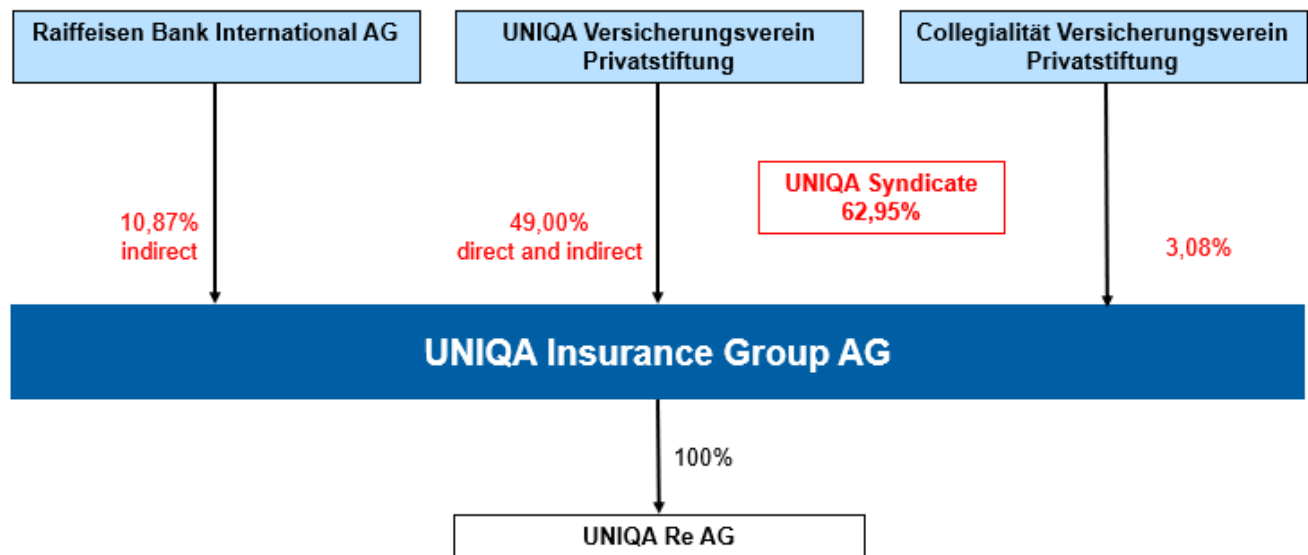 Raiffeisen Bank International AG
UNIQA Versicherungsverein
Privatstiftung
Collegialität Versicherungsverein
Privatstiftung
UNIQA Syndicate
62,95%
10,87%
indirect
49,00%
direct and indirect
3,08%
UNIQA Insurance Group AG
100%
UNIQA Re AG